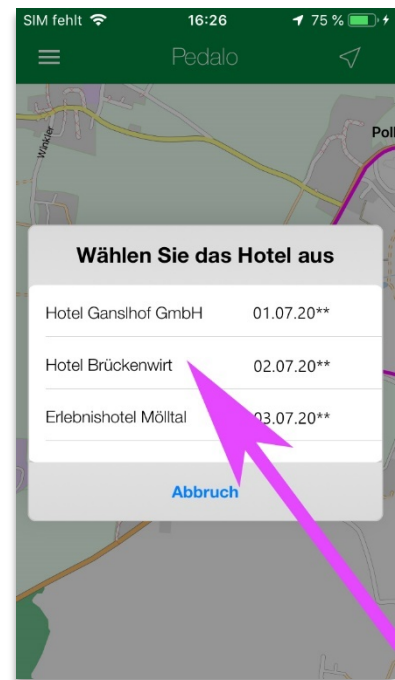 SIM fehlt 16:26 75 %
Pedalo
Winkler
Poll
Wählen Sie das Hotel aus
Hotel Ganslhof GmbH 01.07.20**
Hotel Brückenwirt 02.07.20**
Erlebnishotel Mölltal 03.07.20**
Abbruch